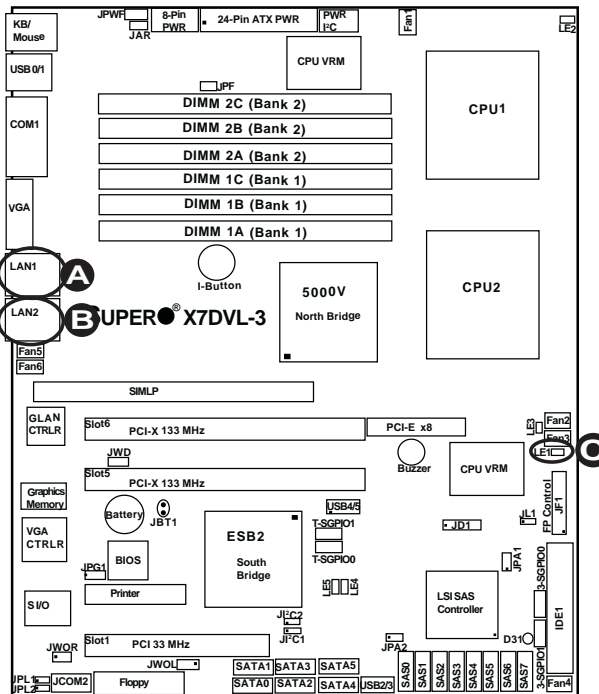 KB/
Mouse
JPWF
JAR
8-Pin
PWR
24-Pin ATX PWR
PWR
I²C
Fan1
LE2
USB0/1
CPU VRM
JPF
COM1
DIMM 2C (Bank 2)
DIMM 2B (Bank 2)
DIMM 2A (Bank 2)
DIMM 1C (Bank 1)
DIMM 1B (Bank 1)
DIMM 1A (Bank 1)
CPU1
VGA
LAN1
A
I-Button
5000V
North Bridge
CPU2
LAN2
B
SUPER● ® X7DVL-3
Fan5
Fan6
SIMLP
GLAN
CTRLR
Slot6
PCI-X 133 MHz
PCI-E x8
LE3
Fan2
Fan3
LE1
C
Buzzer
CPU VRM
JWD
Slot5
PCI-X 133 MHz
Graphics
Memory
Battery
JBT1
USB4/5
T-SGPIO1
T-SGPIO0
JD1
JL1
FP Control
JF1
VGA
CTRLR
BIOS
JPG1
ESB2
South
Bridge
JPA1
3-SGPIO0
Printer
LE5
LE4
LSI SAS
Controller
S I/O
JI²C2
JI²C1
D31
IDE1
JPA2
3-SGPIO1
Slot1
PCI 33 MHz
JWOR
JWOL
JPL1
JPL2
JCOM2
Floppy
SATA1
SATA3
SATA5
SATA0
SATA2
SATA4
USB2/3
SAS0
SAS1
SAS2
SAS3
SAS4
SAS5
SAS6
SAS7
Fan4